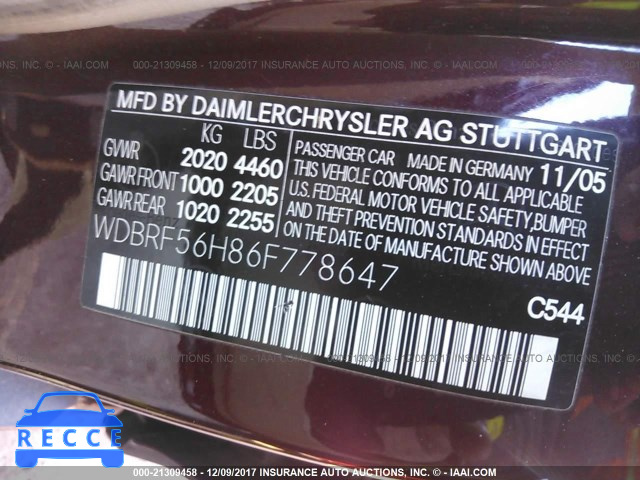 000-21309458 - 12/09/2017 INSURANCE AUTO AUCTIONS, INC. - © IAAI.COM
MFD BY DAIMLERCHRYSLER AG STUTTGART
KG LBS
GVWR 2020 4460
GAWR FRONT 1000 2205
GAWR REAR 1020 2255
PASSENGER CAR MADE IN GERMANY 11/05
THIS VEHICLE CONFORMS TO ALL APPLICABLE
U.S. FEDERAL MOTOR VEHICLE SAFETY, BUMPER
AND THEFT PREVENTION STANDARDS IN EFFECT
ON THE DATE OF MANUFACTURE SHOWN ABOVE
WDBRF56H86F778647
C544
RECCE
000-21309458 - 12/09/2017 INSURANCE AUTO AUCTIONS, INC. - © IAAI.COM